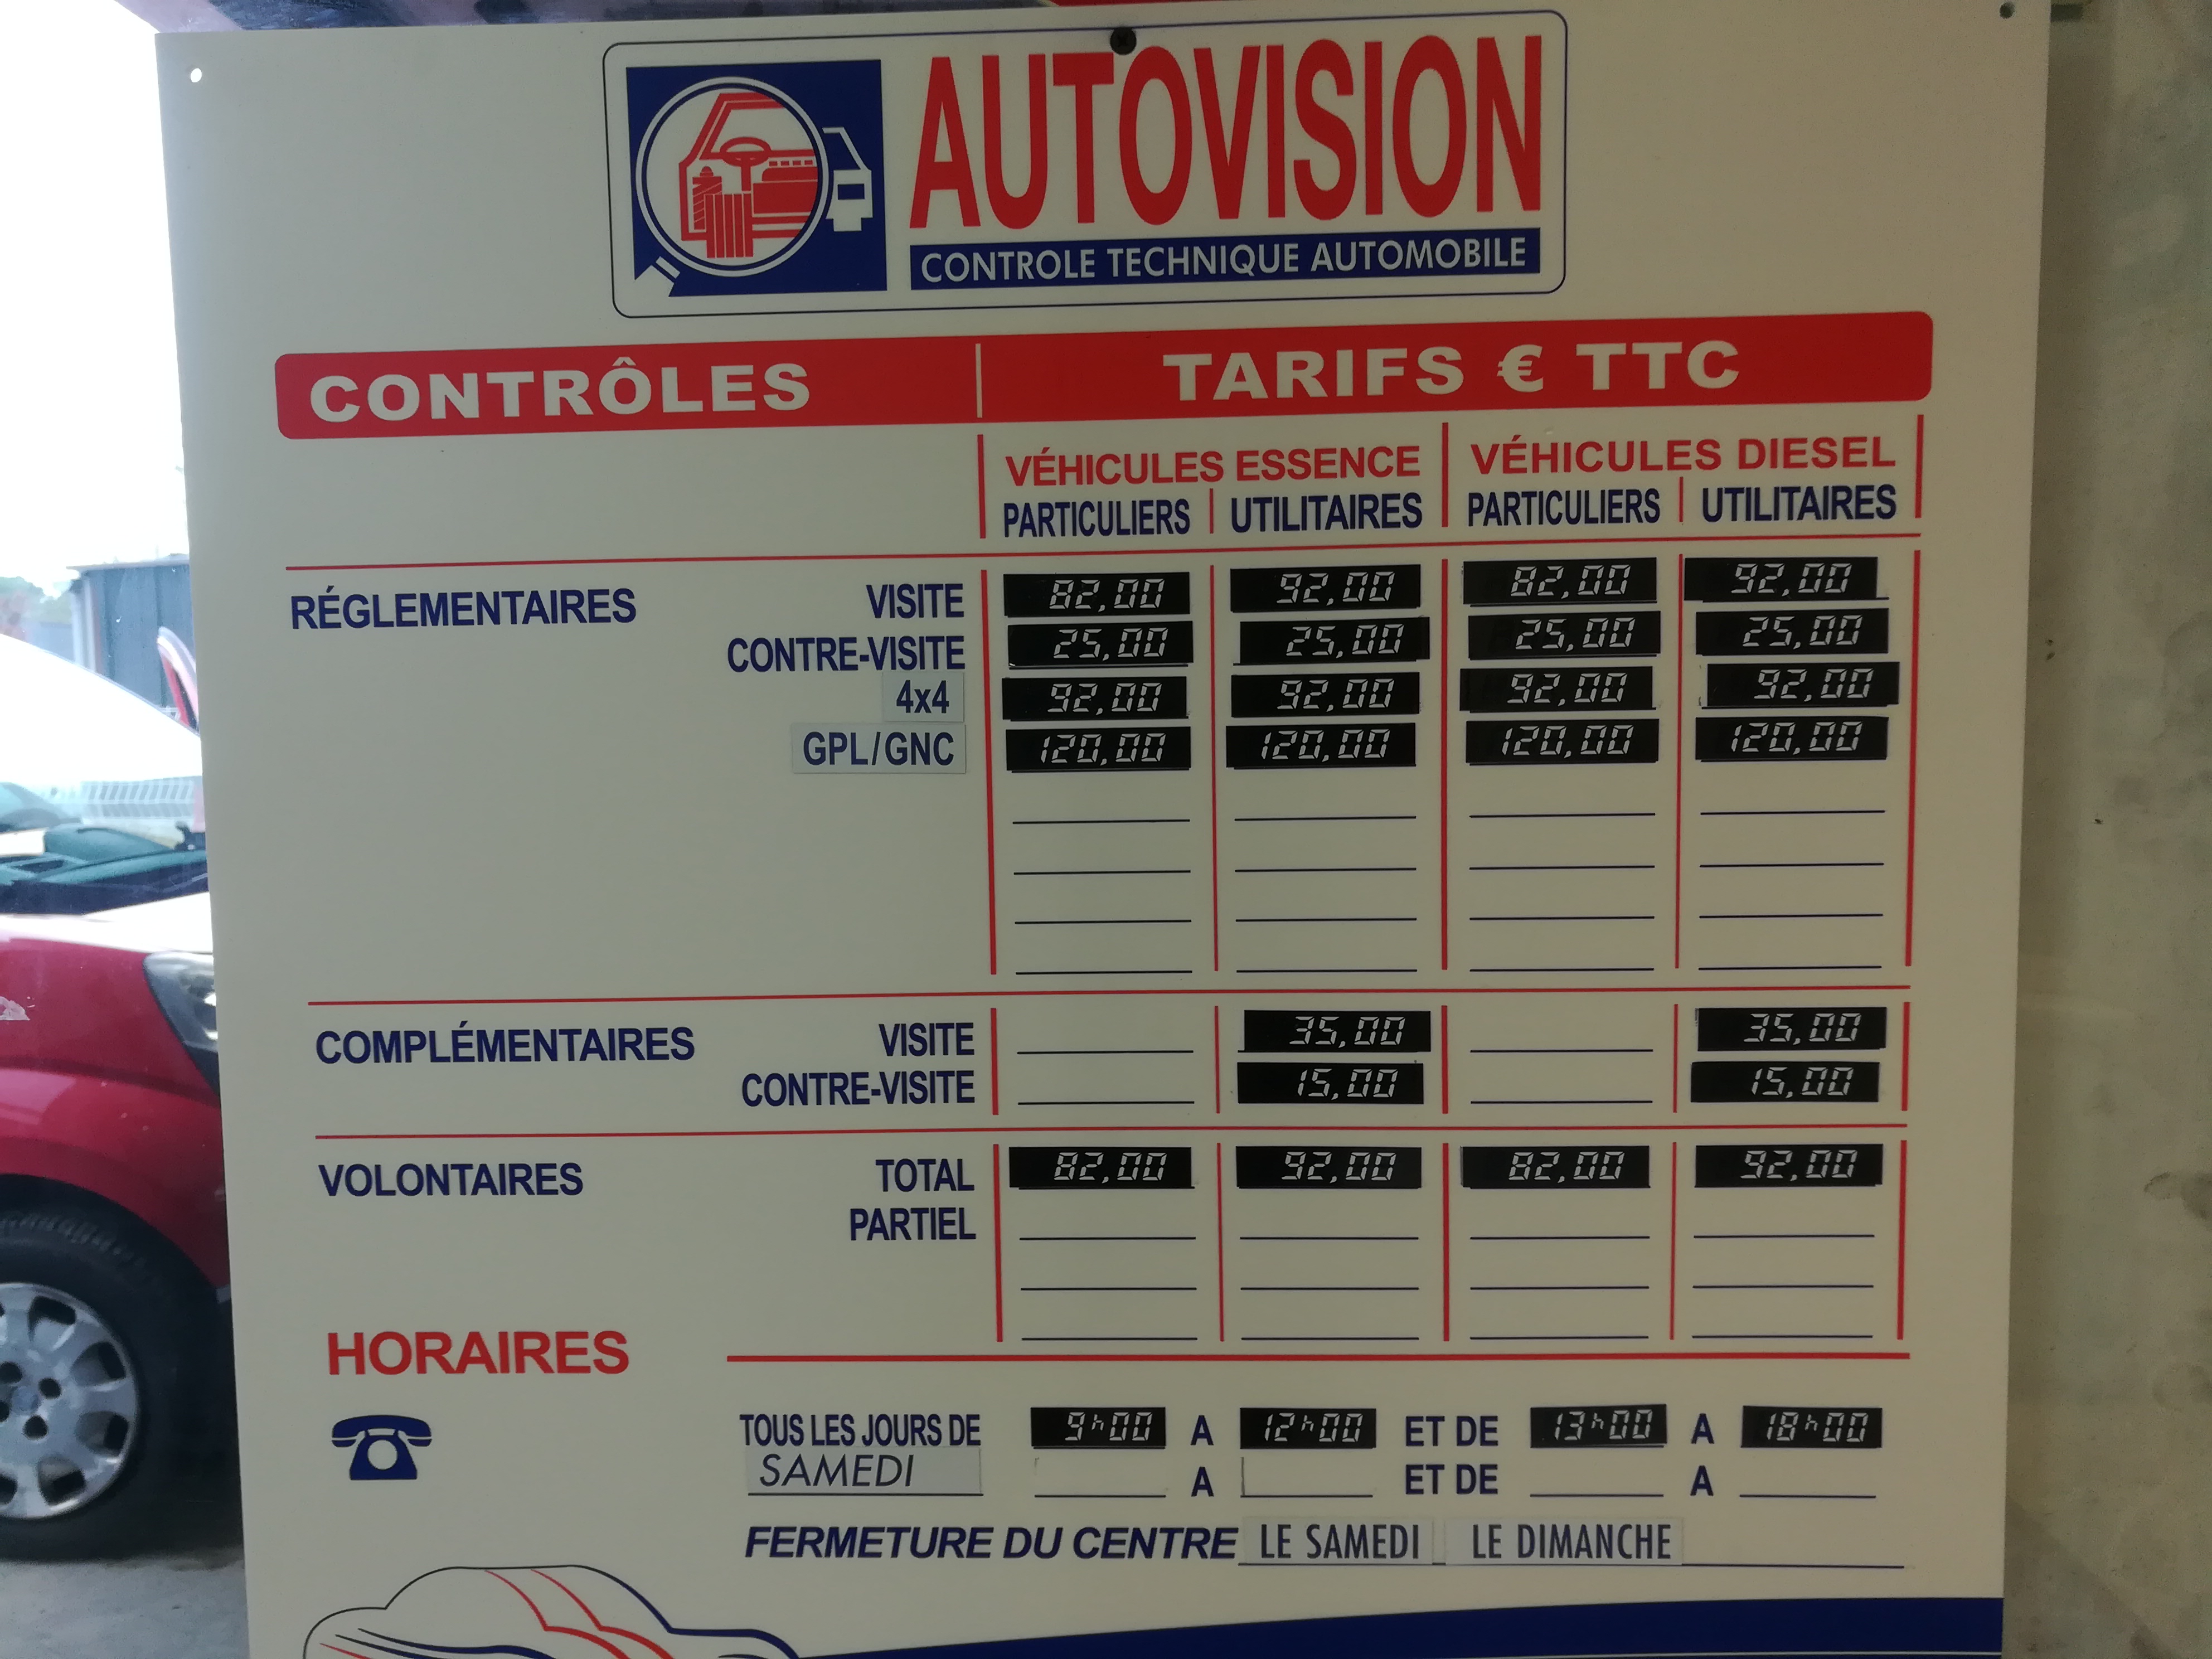 AUTOVISION
CONTROLE TECHNIQUE AUTOMOBILE
CONTRÔLES TARIFS € TTC
VÉHICULES ESSENCE VÉHICULES DIESEL
PARTICULIERS UTILITAIRES PARTICULIERS UTILITAIRES
RÉGLEMENTAIRES VISITE 82,00 92,00 82,00 92,00
CONTRE-VISITE 25,00 25,00 25,00 25,00
4x4 92,00 92,00 92,00 92,00
GPL/GNC 120,00 120,00 120,00 120,00
COMPLÉMENTAIRES VISITE 35,00 35,00
CONTRE-VISITE 15,00 15,00
VOLONTAIRES TOTAL 82,00 92,00 82,00 92,00
PARTIEL
HORAIRES
TOUS LES JOURS DE 9h00 A 12h00 ET DE 13h00 A 18h00
SAMEDI A ET DE A
FERMETURE DU CENTRE LE SAMEDI LE DIMANCHE